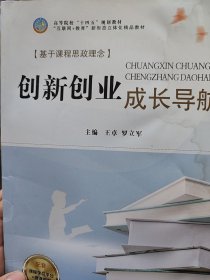 高等院校“十四五”规划教材
“互联网+教育”新形态立体化精品教材
【基于课程思政理念】
CHUANGXIN CHUANG
CHENGZHANG DAOHA
创新创业
成长导航
主编 王卓 罗立军